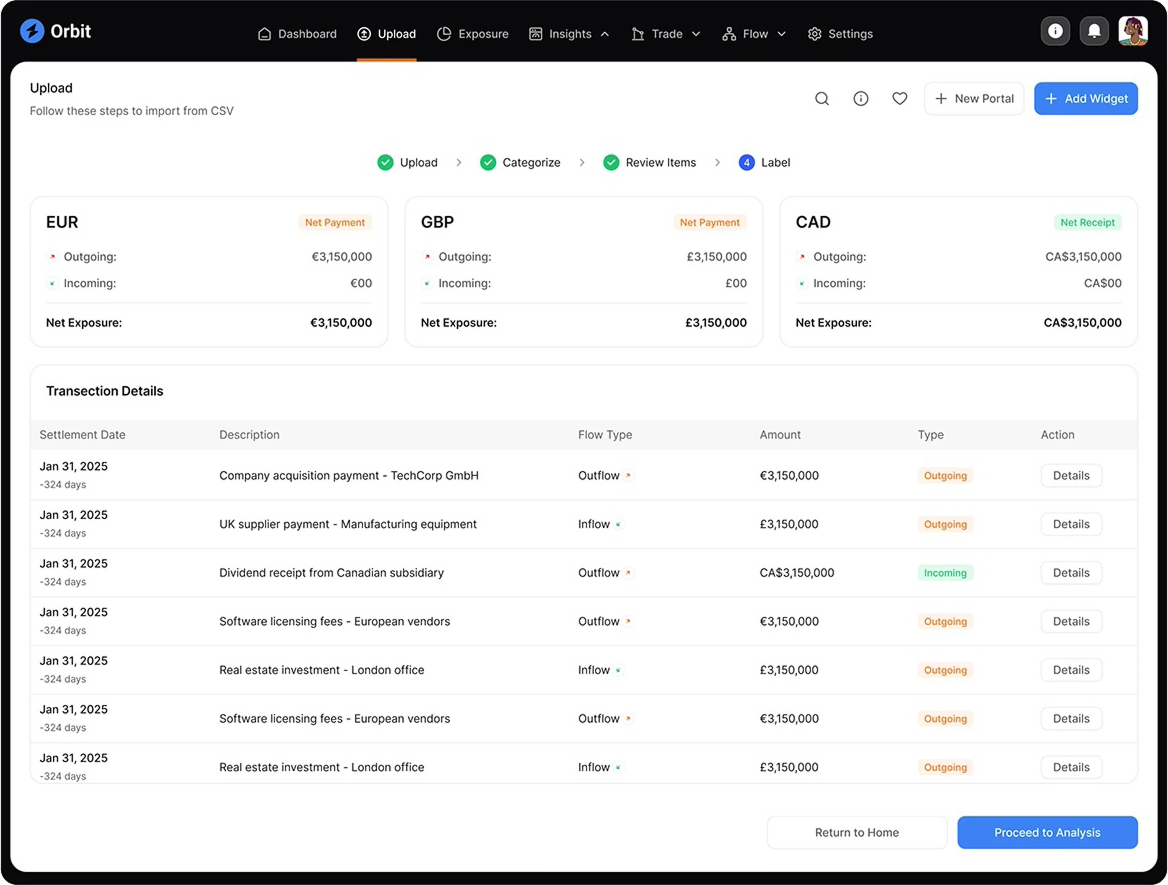 Orbit
Dashboard Upload Exposure Insights Trade Flow Settings
Upload
Follow these steps to import from CSV
New Portal Add Widget
Upload Categorize Review Items 4 Label
EUR Net Payment
Outgoing: €3,150,000
Incoming: €00
Net Exposure: €3,150,000
GBP Net Payment
Outgoing: £3,150,000
Incoming: £00
Net Exposure: £3,150,000
CAD Net Receipt
Outgoing: CA$3,150,000
Incoming: CA$00
Net Exposure: CA$3,150,000
Transection Details
Settlement Date Description Flow Type Amount Type Action
Jan 31, 2025
-324 days
Company acquisition payment - TechCorp GmbH Outflow €3,150,000 Outgoing Details
Jan 31, 2025
-324 days
UK supplier payment - Manufacturing equipment Inflow £3,150,000 Outgoing Details
Jan 31, 2025
-324 days
Dividend receipt from Canadian subsidiary Outflow CA$3,150,000 Incoming Details
Jan 31, 2025
-324 days
Software licensing fees - European vendors Outflow €3,150,000 Outgoing Details
Jan 31, 2025
-324 days
Real estate investment - London office Inflow £3,150,000 Outgoing Details
Jan 31, 2025
-324 days
Software licensing fees - European vendors Outflow €3,150,000 Outgoing Details
Jan 31, 2025
-324 days
Real estate investment - London office Inflow £3,150,000 Outgoing Details
Return to Home Proceed to Analysis